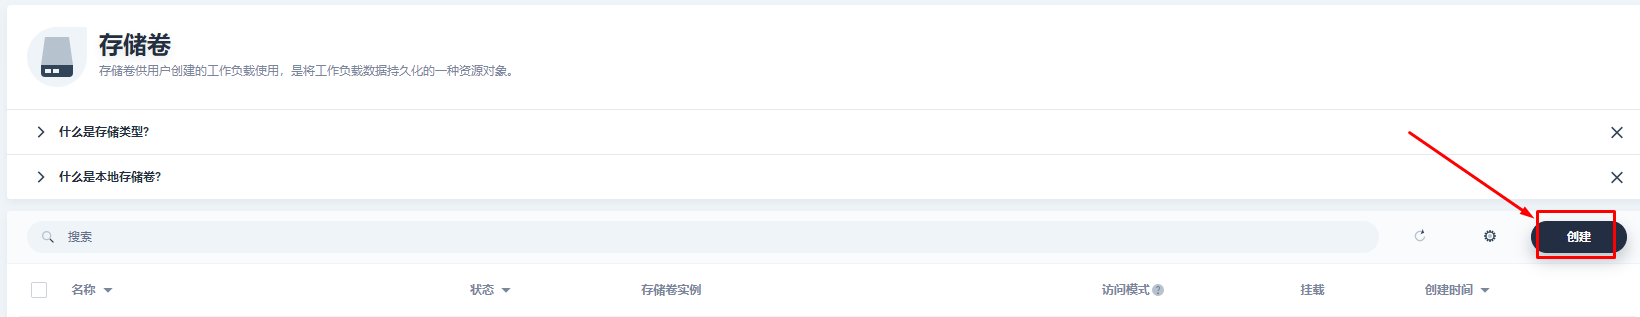 存储卷
存储卷供用户创建的工作负载使用，是将工作负载数据持久化的一种资源对象。
什么是存储类型?
什么是本地存储卷?
搜索
创建
名称 状态 存储卷实例 访问模式 ? 挂载 创建时间